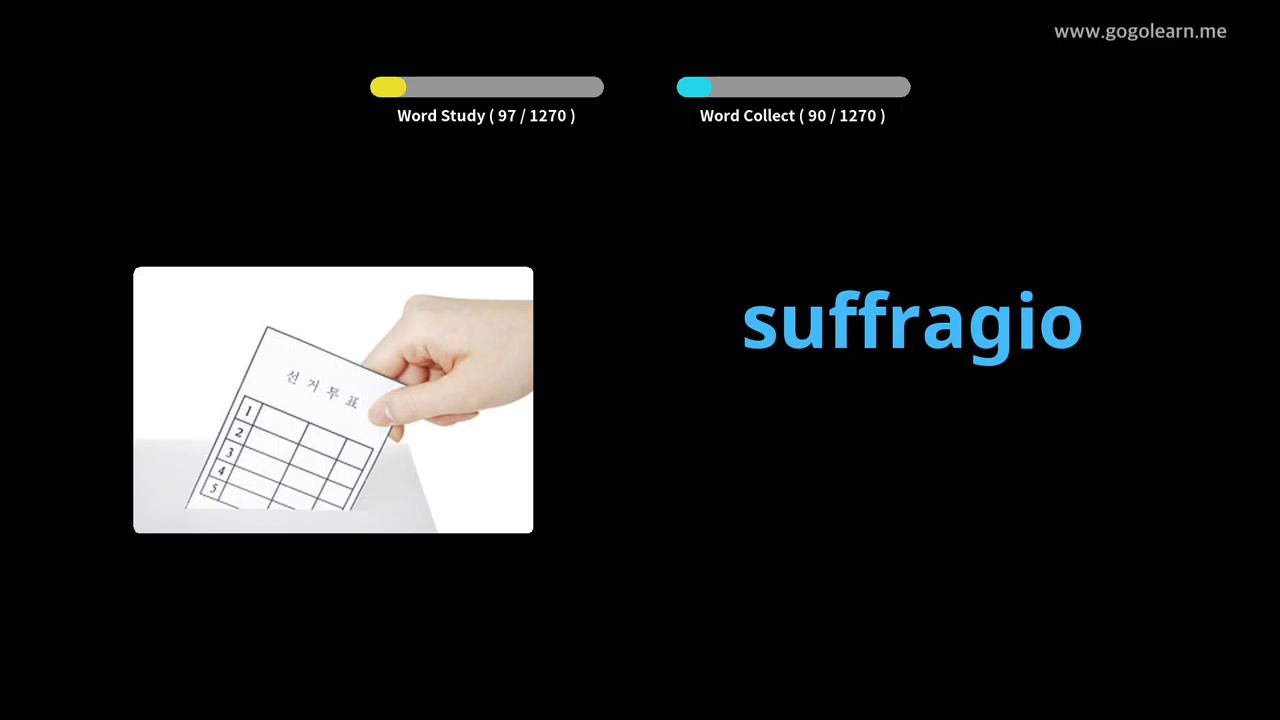 www.gogolearn.me
Word Study ( 97 / 1270 )
Word Collect ( 90 / 1270 )
suffragio
선거투표
1
2
3
4
5